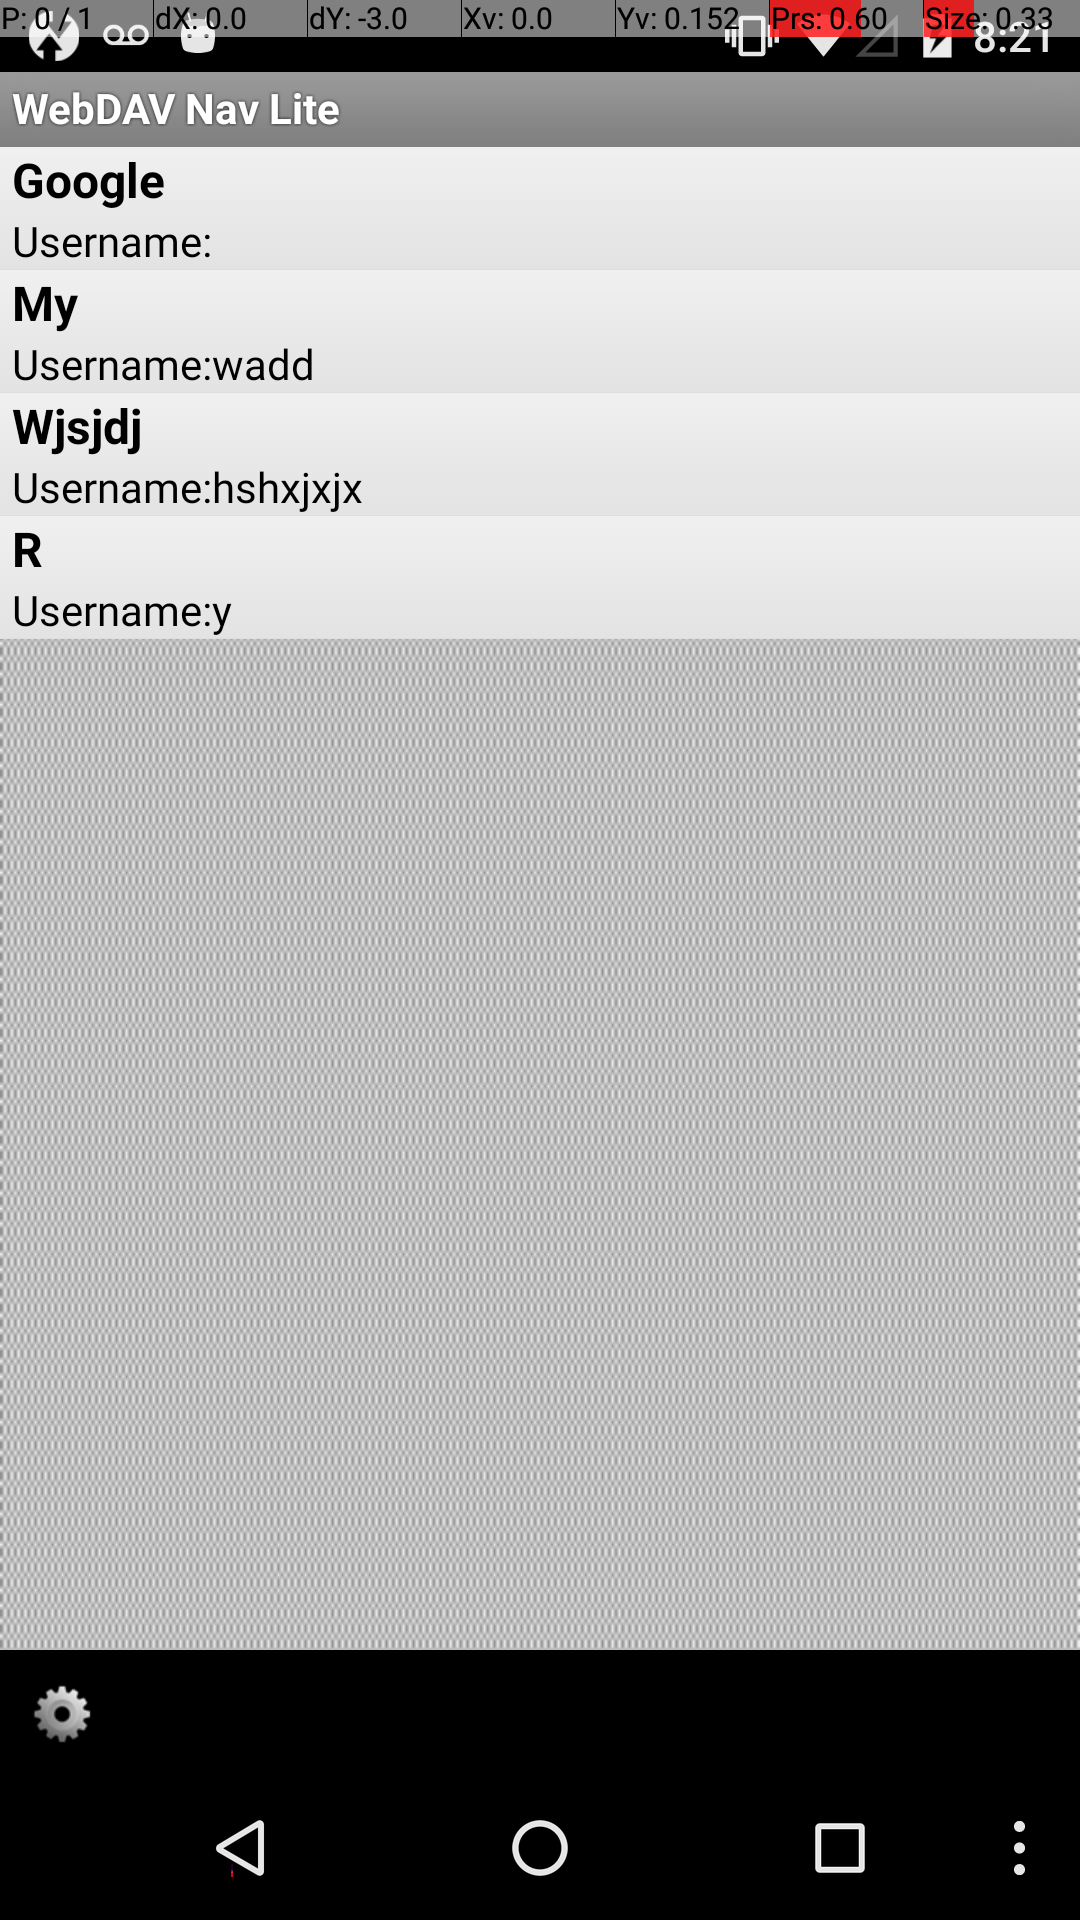 P: 0 / 1 dX: 0.0 dY: -3.0 Xv: 0.0 Yv: 0.152 Prs: 0.60 Size: 0.33
8:21
WebDAV Nav Lite
Google
Username:
My
Username:wadd
Wjsjdj
Username:hshxjxjx
R
Username:y